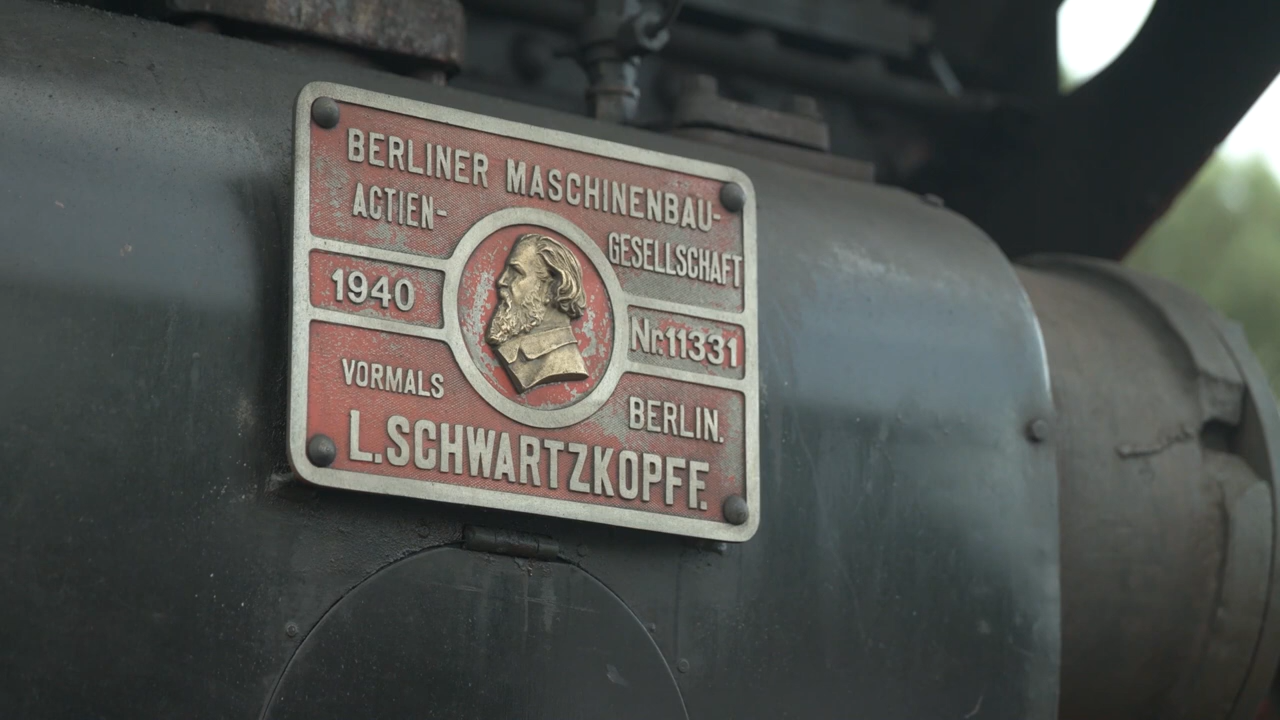 BERLINER MASCHINENBAU-
ACTIEN-
GESELLSCHAFT
1940
Nr.11331
VORMALS
BERLIN.
L.SCHWARTZKOPFF.